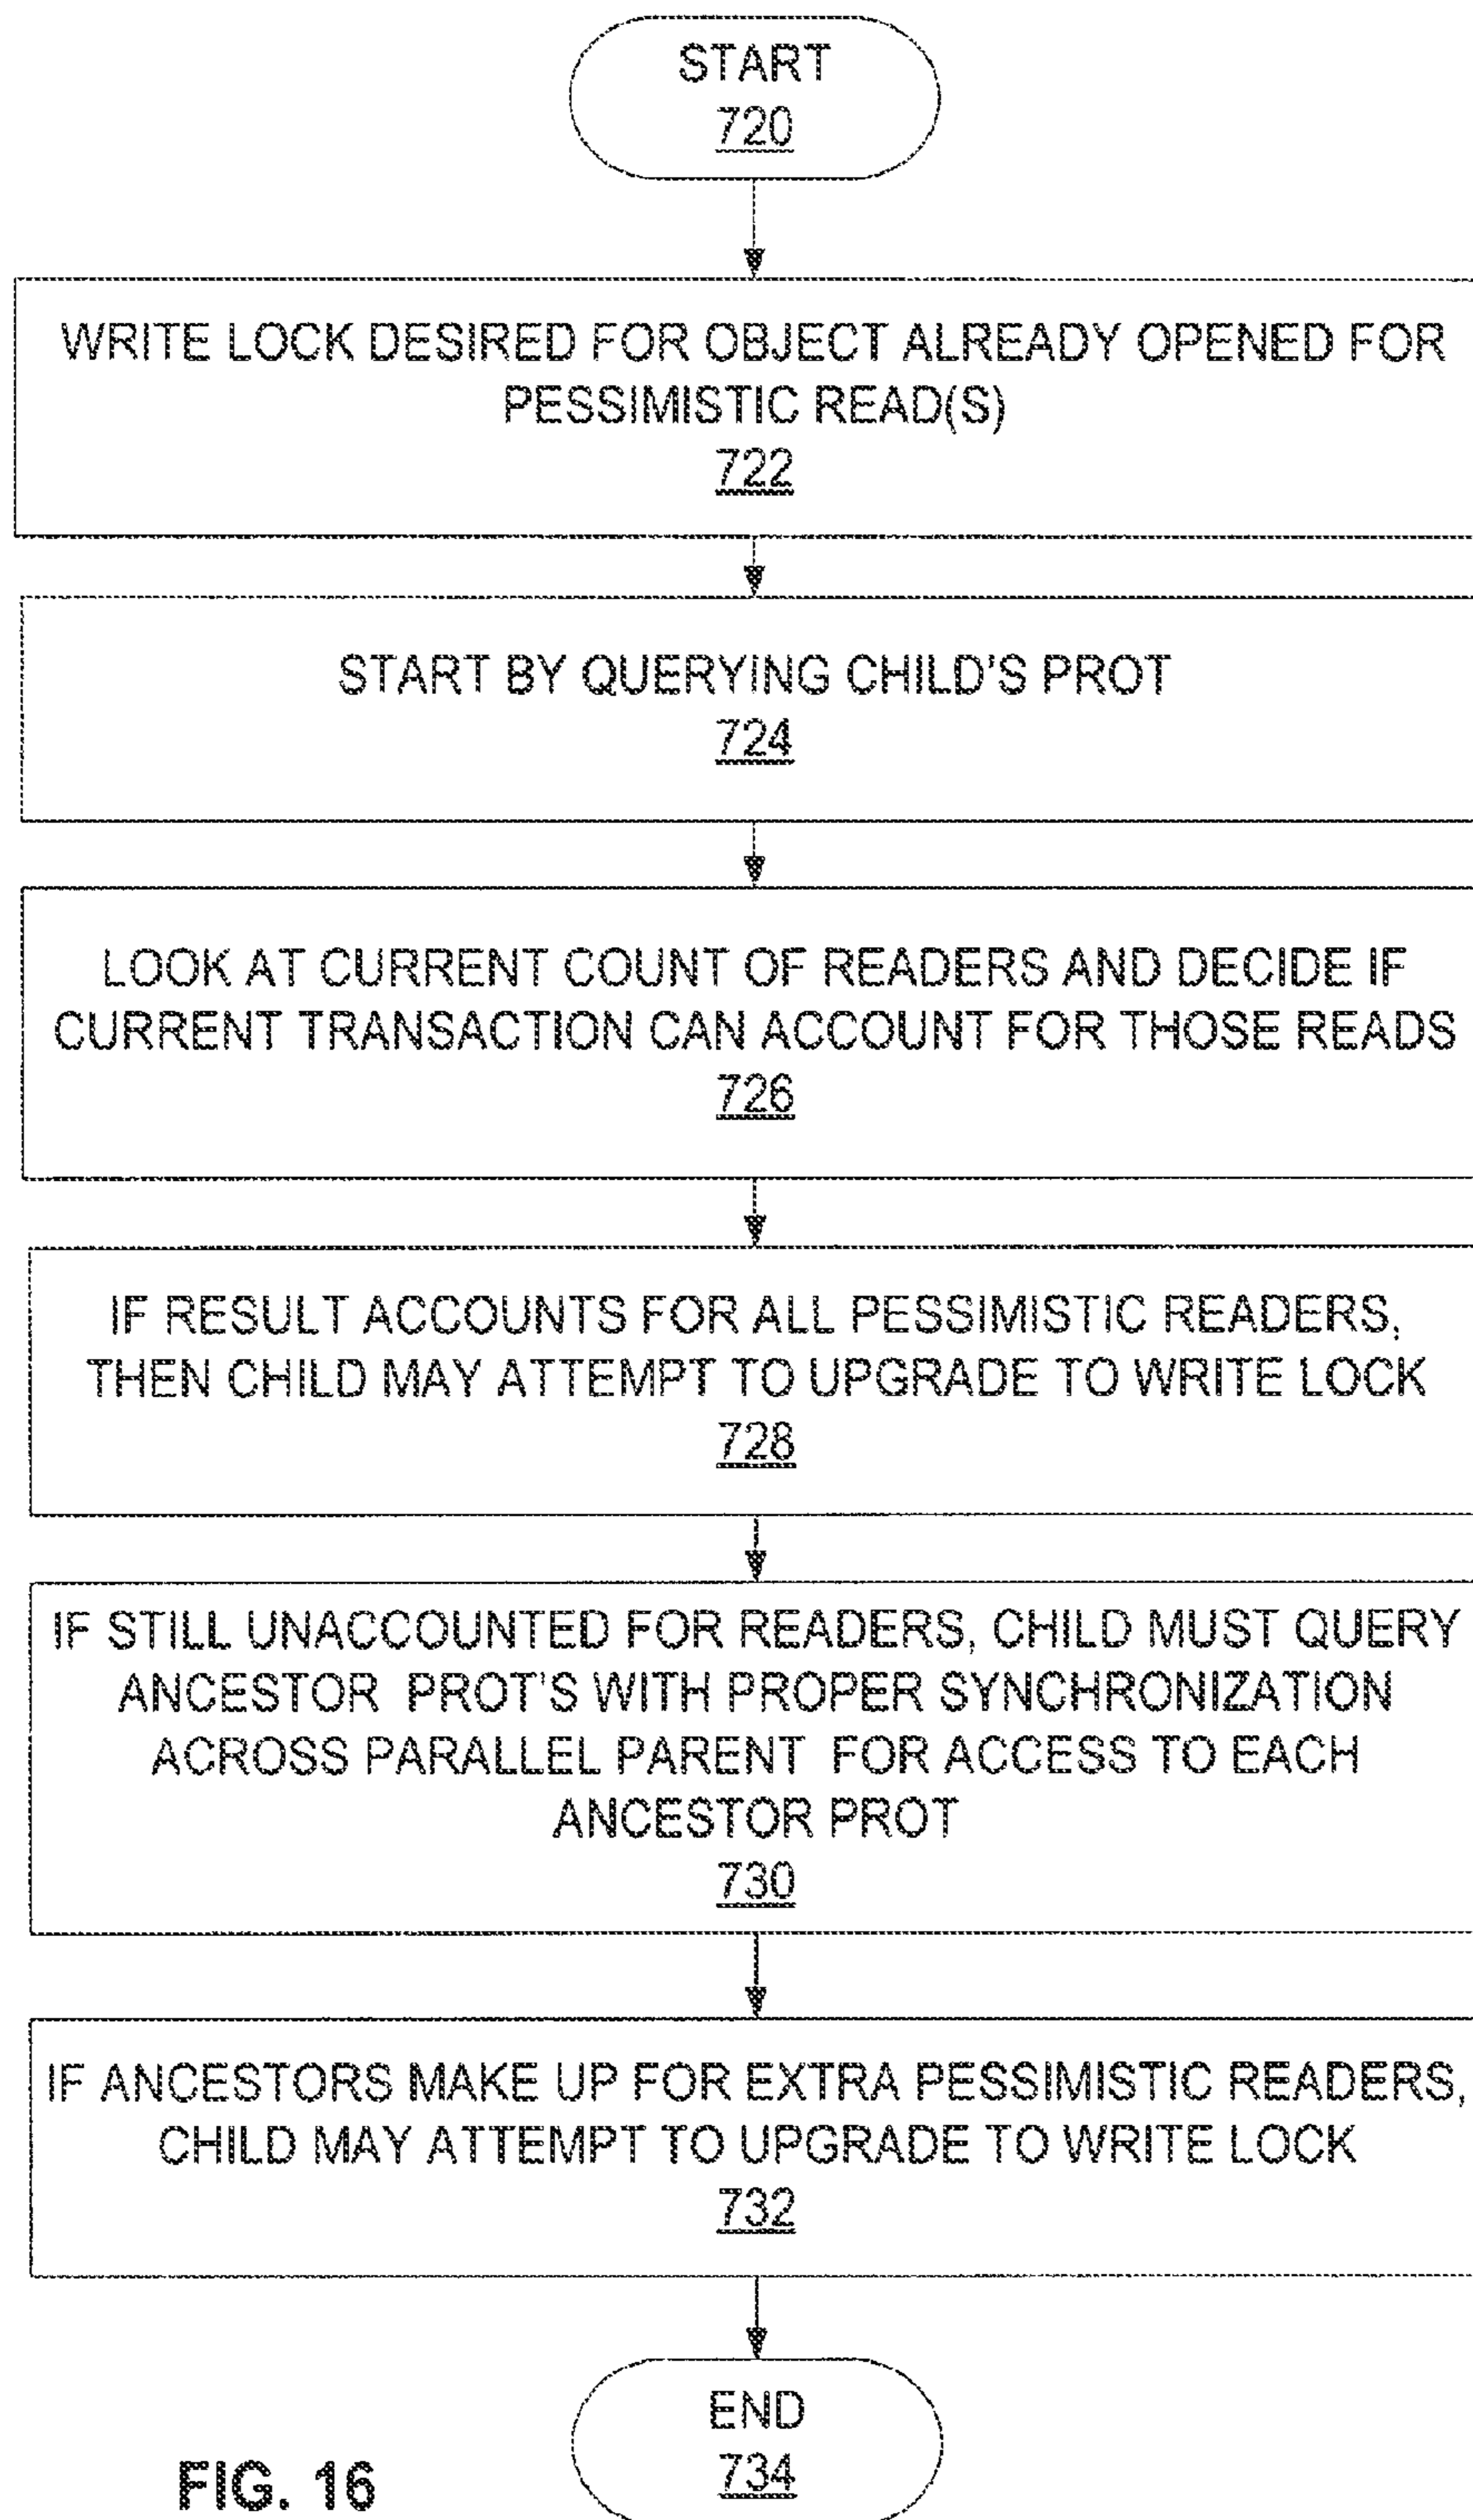 START
720
WRITE LOCK DESIRED FOR OBJECT ALREADY OPENED FOR
PESSIMISTIC READ(S)
722
START BY QUERYING CHILD'S PROT
724
LOOK AT CURRENT COUNT OF READERS AND DECIDE IF
CURRENT TRANSACTION CAN ACCOUNT FOR THOSE READS
726
IF RESULT ACCOUNTS FOR ALL PESSIMISTIC READERS,
THEN CHILD MAY ATTEMPT TO UPGRADE TO WRITE LOCK
728
IF STILL UNACCOUNTED FOR READERS, CHILD MUST QUERY
ANCESTOR PROT'S WITH PROPER SYNCHRONIZATION
ACROSS PARALLEL PARENT FOR ACCESS TO EACH
ANCESTOR PROT
730
IF ANCESTORS MAKE UP FOR EXTRA PESSIMISTIC READERS,
CHILD MAY ATTEMPT TO UPGRADE TO WRITE LOCK
732
END
734
FIG. 16